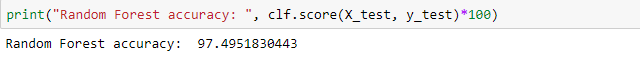 print("Random Forest accuracy: ", clf.score(X_test, y_test)*100)
Random Forest accuracy:  97.4951830443